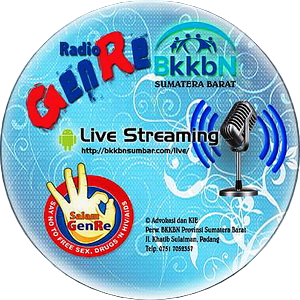 Radio
GenRe
BkkbN
SUMATERA BARAT
Live Streaming
http://bkkbnsumbar.com/live/
Salam
GenRe
SAY NO TO FREE SEX, DRUGS 'N HIV/AIDS
© Advokasi dan KIE
Perw. BKKBN Provinsi Sumatera Barat
Jl. Khatib Sulaiman, Padang
Telp. 0751 7052357